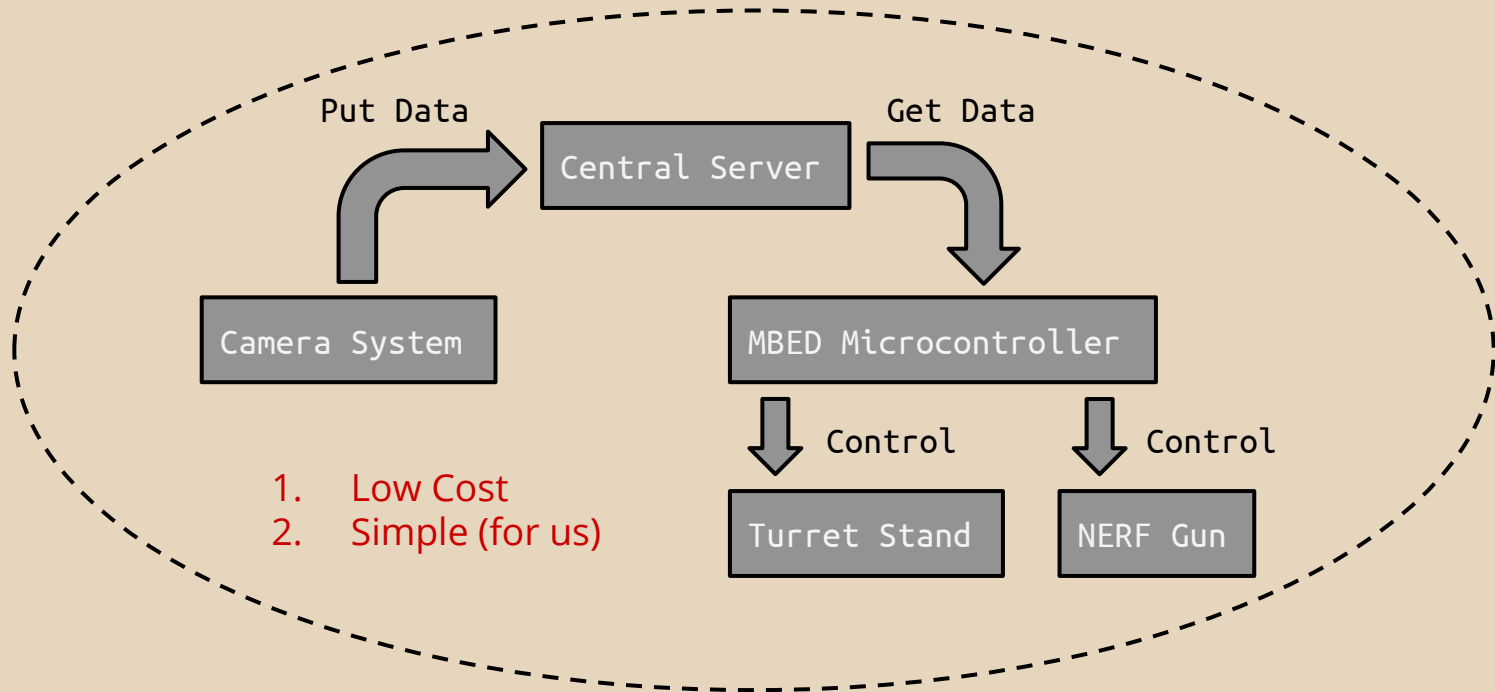 Put Data
Get Data
Central Server
Camera System
MBED Microcontroller
Control
Control
1. Low Cost
2. Simple (for us)
Turret Stand
NERF Gun